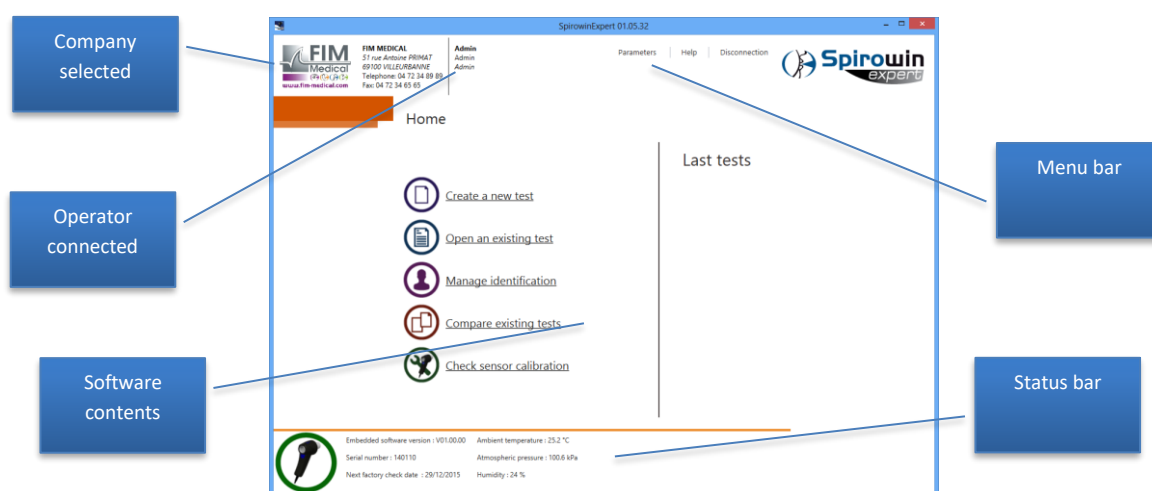 Company
selected
Operator
connected
Software
contents
Menu bar
Status bar
SpirowinExpert 01.05.32
FIM
Medical
www.fim-medical.com
FIM MEDICAL
51 rue Antoine PRIMAT
69100 VILLEURBANNE
Telephone: 04 72 34 89 89
Fax: 04 72 34 65 65
Admin
Admin
Admin
Parameters | Help | Disconnection
Spirowin
expert
Home
Create a new test
Open an existing test
Manage identification
Compare existing tests
Check sensor calibration
Last tests
Embedded software version : V01.00.00
Serial number : 140110
Next factory check date : 29/12/2015
Ambient temperature : 25.2 °C
Atmospheric pressure : 100.6 kPa
Humidity : 24 %